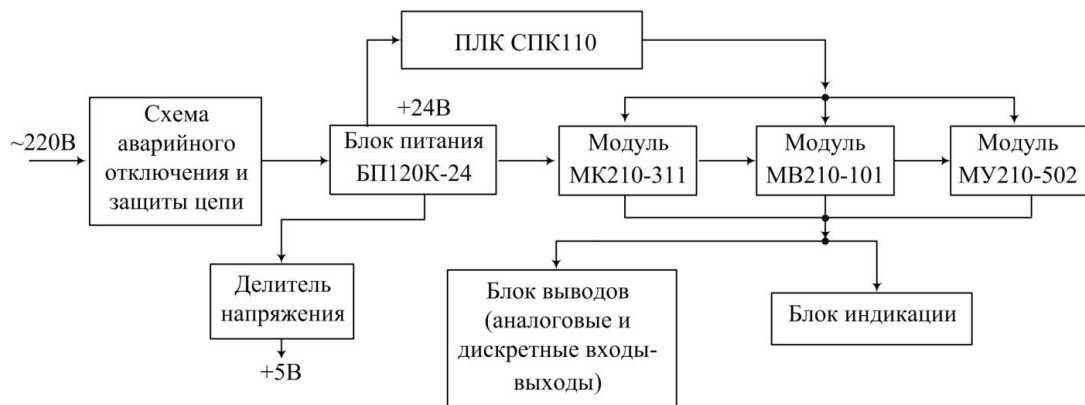 ПЛК СПК110
~220В
Схема
аварийного
отключения и
защиты цепи
+24В
Блок питания
БП120К-24
Модуль
МК210-311
Модуль
МВ210-101
Модуль
МУ210-502
Делитель
напряжения
+5В
Блок выводов
(аналоговые и
дискретные входы-
выходы)
Блок индикации